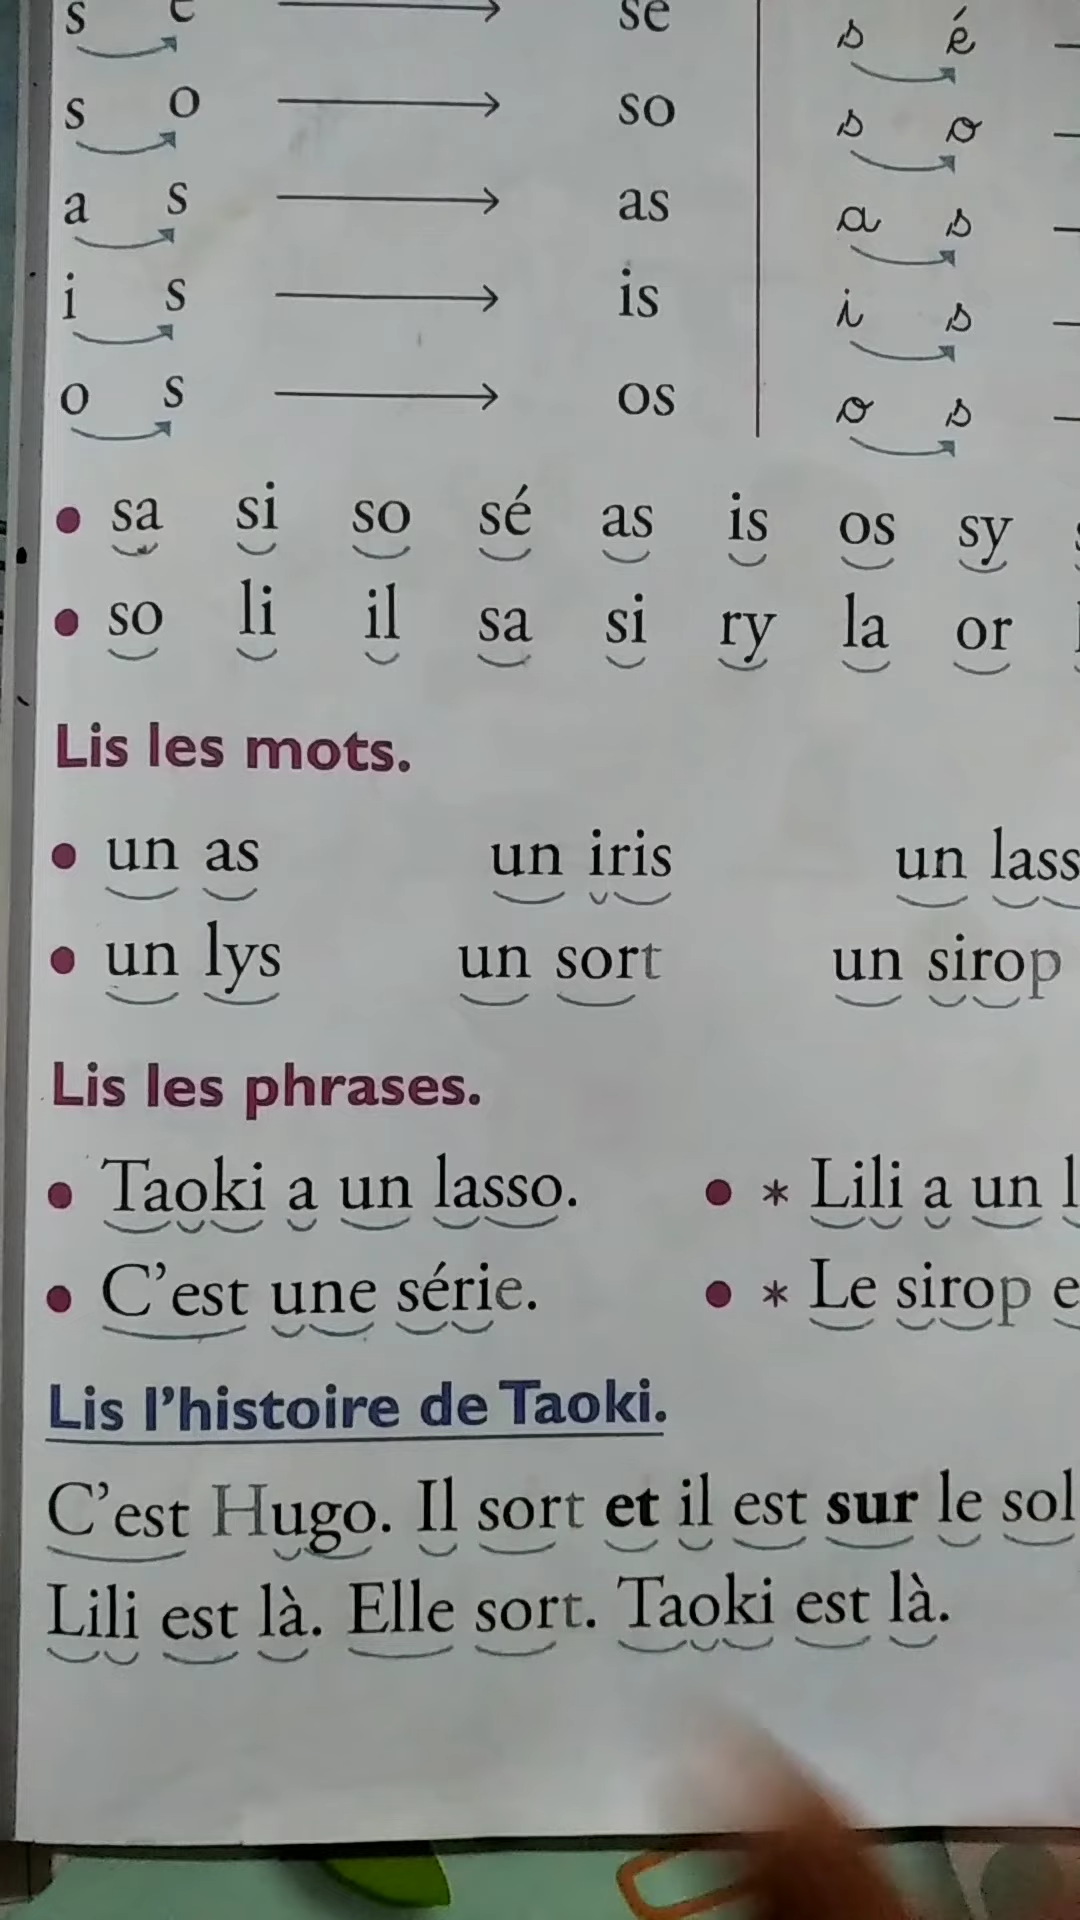 s é sé s é
s o so s o
a s as a s
i s is i s
o s os o s
• sa si so sé as is os sy
• so li il sa si ry la or
Lis les mots.
• un as un iris un
• un lys un sort un sirop
Lis les phrases.
• Taoki a un lasso. • * Lili a un
• C'est une série. • * Le sirop
Lis l'histoire de Taoki.
C'est Hugo. Il sort et il est sur le sol
Lili est là. Elle sort. Taoki est là.